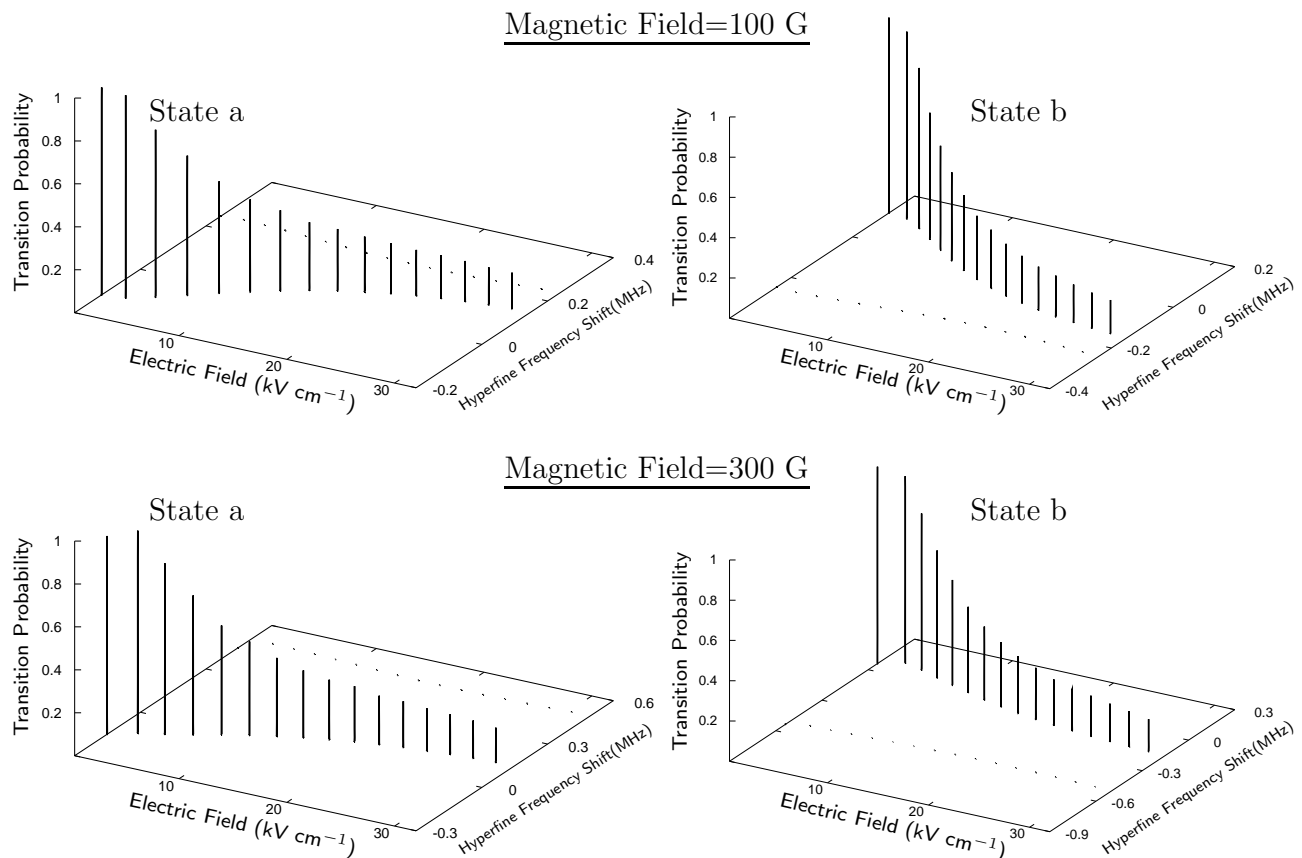 Magnetic Field=100 G
State a
State b
Transition Probability
1
0.8
0.6
0.4
0.2
10
20
30
Electric Field (kV cm−1)
-0.2
0
0.2
0.4
Hyperfine Frequency Shift(MHz)
Transition Probability
1
0.8
0.6
0.4
0.2
10
20
30
Electric Field (kV cm−1)
-0.4
-0.2
0
0.2
Hyperfine Frequency Shift(MHz)
Magnetic Field=300 G
State a
State b
Transition Probability
1
0.8
0.6
0.4
0.2
10
20
30
Electric Field (kV cm−1)
-0.3
0
0.3
0.6
Hyperfine Frequency Shift(MHz)
Transition Probability
1
0.8
0.6
0.4
0.2
10
20
30
Electric Field (kV cm−1)
-0.9
-0.6
-0.3
0
0.3
Hyperfine Frequency Shift(MHz)